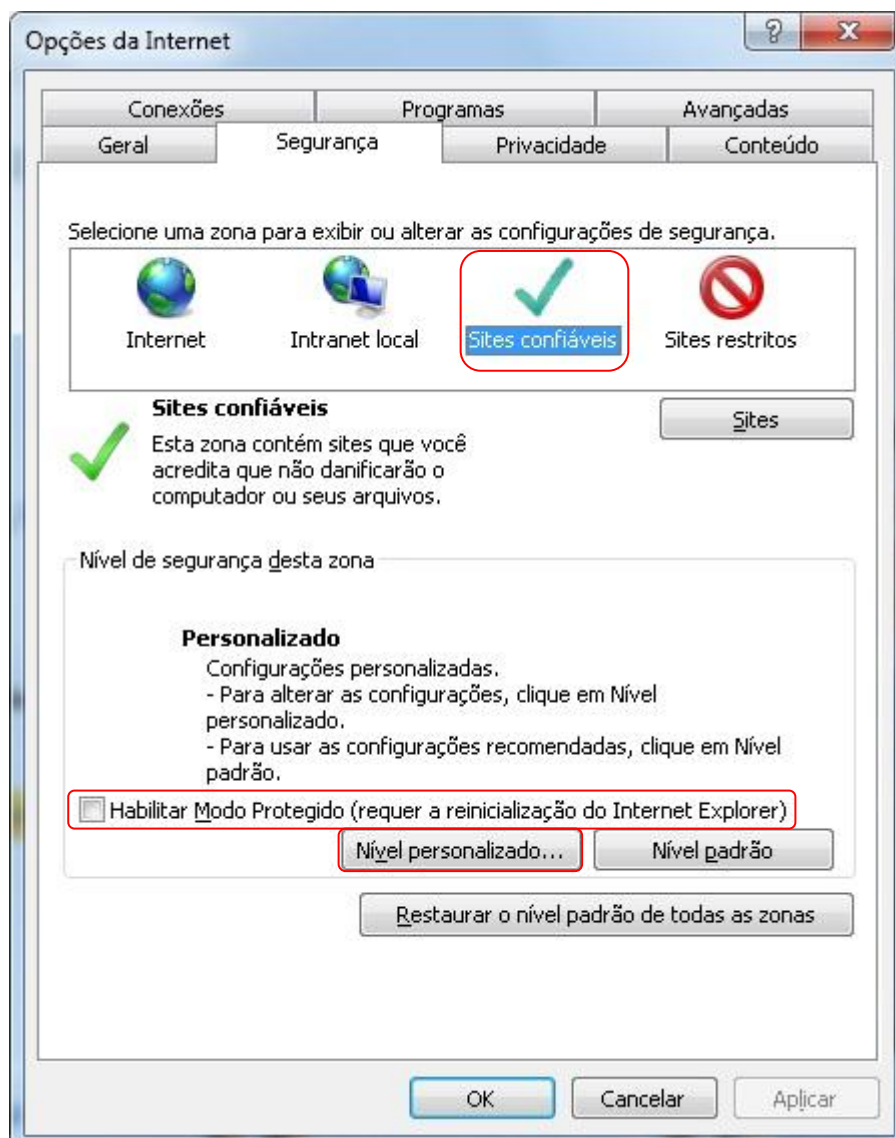 Opções da Internet
Conexões
Programas
Avançadas
Geral
Segurança
Privacidade
Conteúdo
Selecione uma zona para exibir ou alterar as configurações de segurança.
Internet
Intranet local
Sites confiáveis
Sites restritos
Sites confiáveis
Sites
Esta zona contém sites que você
acredita que não danificarão o
computador ou seus arquivos.
Nível de segurança desta zona
Personalizado
Configurações personalizadas.
- Para alterar as configurações, clique em Nível
personalizado.
- Para usar as configurações recomendadas, clique em Nível
padrão.
Habilitar Modo Protegido (requer a reinicialização do Internet Explorer)
Nível personalizado...
Nível padrão
Restaurar o nível padrão de todas as zonas
OK
Cancelar
Aplicar